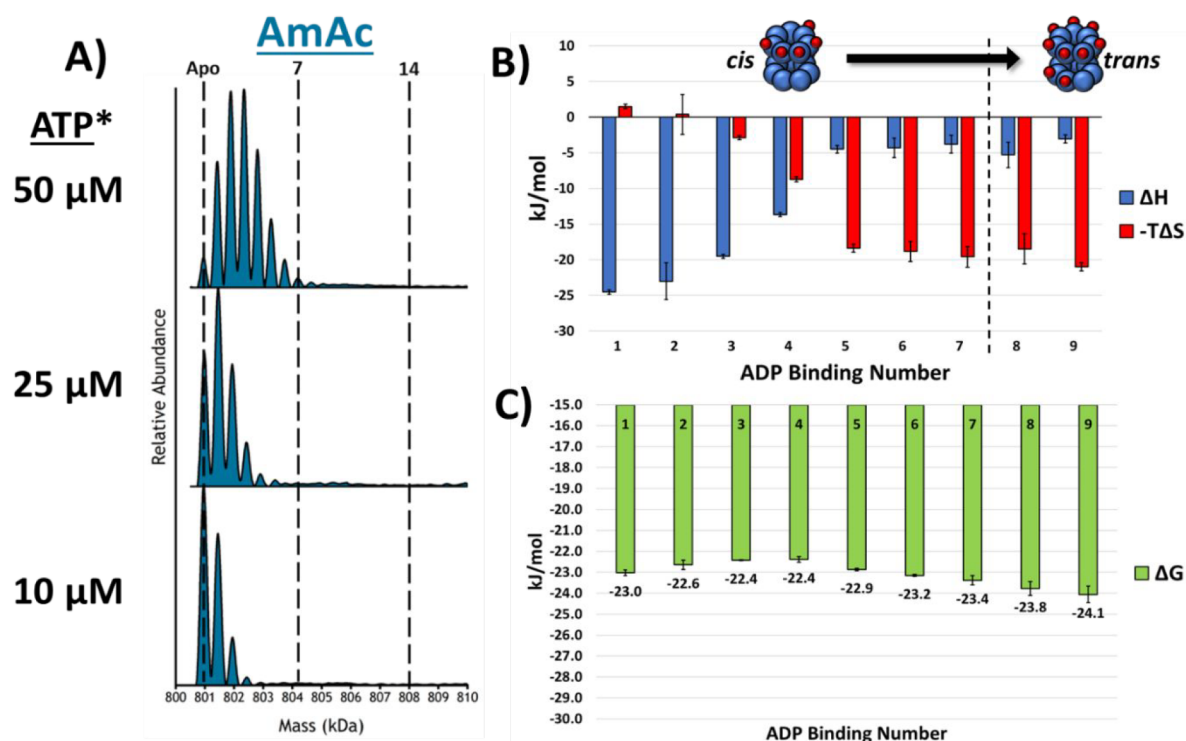 A)
AmAc
Apo 7 14
ATP*
50 µM
25 µM
10 µM
Relative Abundance
800 801 802 803 804 805 806 807 808 809 810
Mass (kDa)
B)
cis
trans
kJ/mol
10
5
0
-5
-10
-15
-20
-25
-30
1 2 3 4 5 6 7 8 9
ADP Binding Number
ΔH
-TΔS
C)
kJ/mol
-15.0
-16.0
-17.0
-18.0
-19.0
-20.0
-21.0
-22.0
-23.0
-24.0
-25.0
-26.0
-27.0
-28.0
-29.0
-30.0
1 2 3 4 5 6 7 8 9
-23.0 -22.6 -22.4 -22.4 -22.9 -23.2 -23.4 -23.8 -24.1
ΔG
ADP Binding Number